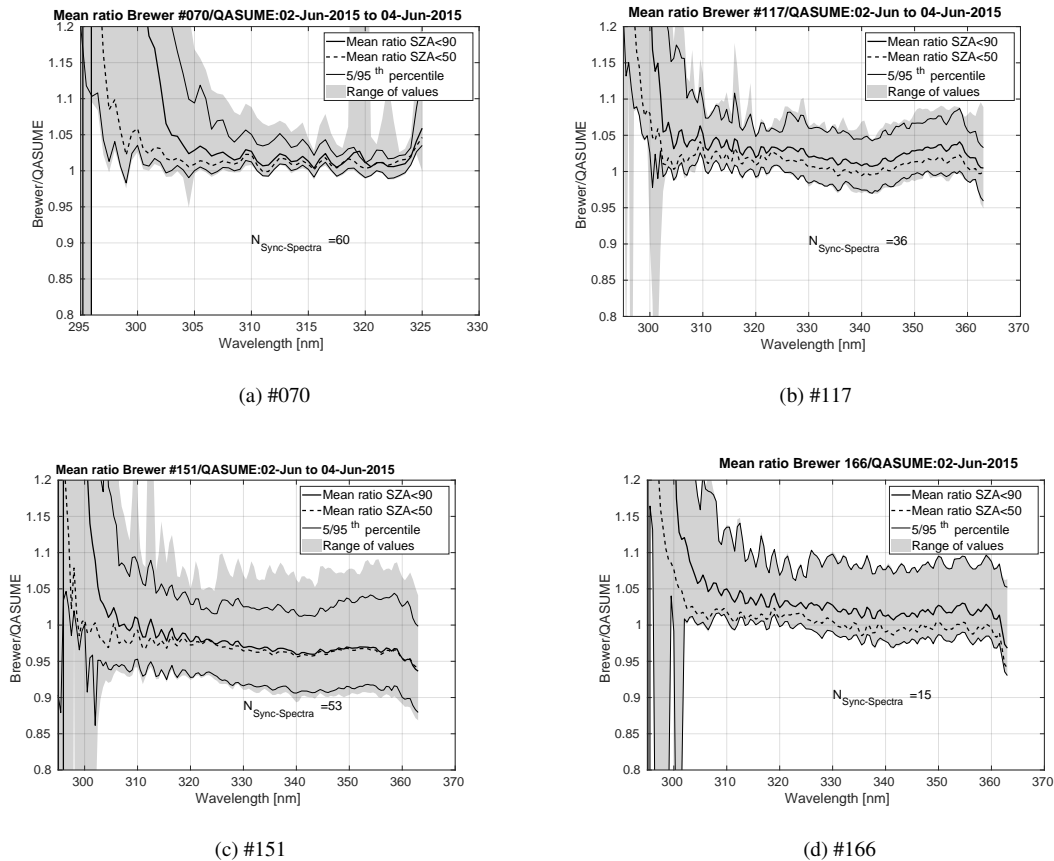 Mean ratio Brewer #070/QASUME:02-Jun-2015 to 04-Jun-2015
1.2
1.15
1.1
1.05
1
0.95
0.9
0.85
0.8
Brewer/QASUME
Mean ratio SZA<90
Mean ratio SZA<50
5/95 th percentile
Range of values
N Sync-Spectra =60
295 300 305 310 315 320 325 330
Wavelength [nm]
(a) #070
Mean ratio Brewer #117/QASUME:02-Jun to 04-Jun-2015
1.2
1.15
1.1
1.05
1
0.95
0.9
0.85
0.8
Brewer/QASUME
Mean ratio SZA<90
Mean ratio SZA<50
5/95 th percentile
Range of values
N Sync-Spectra =36
300 310 320 330 340 350 360 370
Wavelength [nm]
(b) #117
Mean ratio Brewer #151/QASUME:02-Jun to 04-Jun-2015
1.2
1.15
1.1
1.05
1
0.95
0.9
0.85
0.8
Brewer/QASUME
Mean ratio SZA<90
Mean ratio SZA<50
5/95 th percentile
Range of values
N Sync-Spectra =53
300 310 320 330 340 350 360 370
Wavelength [nm]
(c) #151
Mean ratio Brewer 166/QASUME:02-Jun-2015
1.2
1.15
1.1
1.05
1
0.95
0.9
0.85
0.8
Brewer/QASUME
Mean ratio SZA<90
Mean ratio SZA<50
5/95 th percentile
Range of values
N Sync-Spectra =15
300 310 320 330 340 350 360 370
Wavelength [nm]
(d) #166